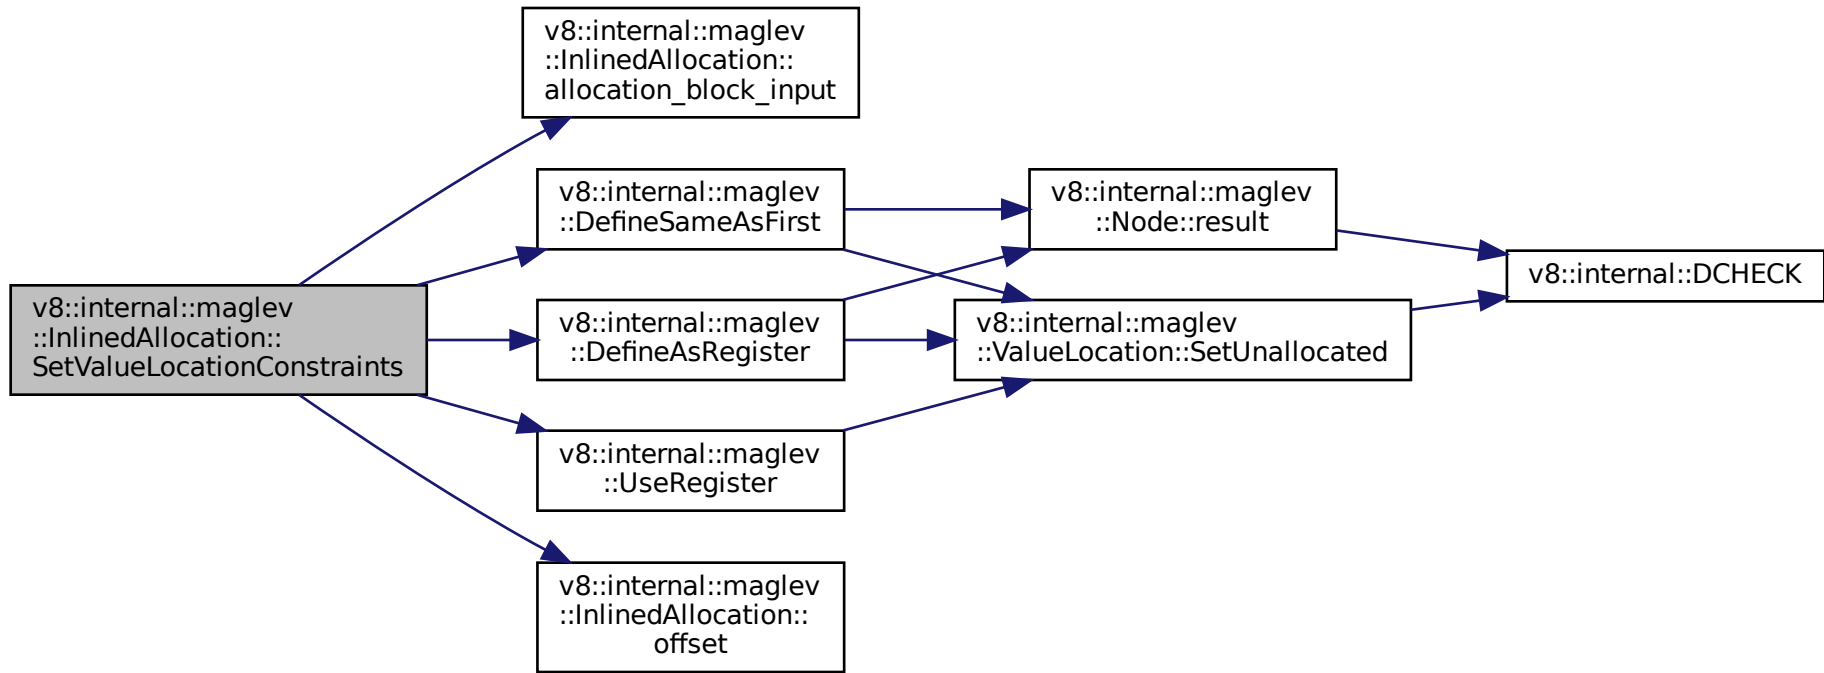 v8::internal::maglev
::InlinedAllocation::
SetValueLocationConstraints
v8::internal::maglev
::InlinedAllocation::
allocation_block_input
v8::internal::maglev
::DefineSameAsFirst
v8::internal::maglev
::DefineAsRegister
v8::internal::maglev
::UseRegister
v8::internal::maglev
::InlinedAllocation::
offset
v8::internal::maglev
::Node::result
v8::internal::maglev
::ValueLocation::SetUnallocated
v8::internal::DCHECK